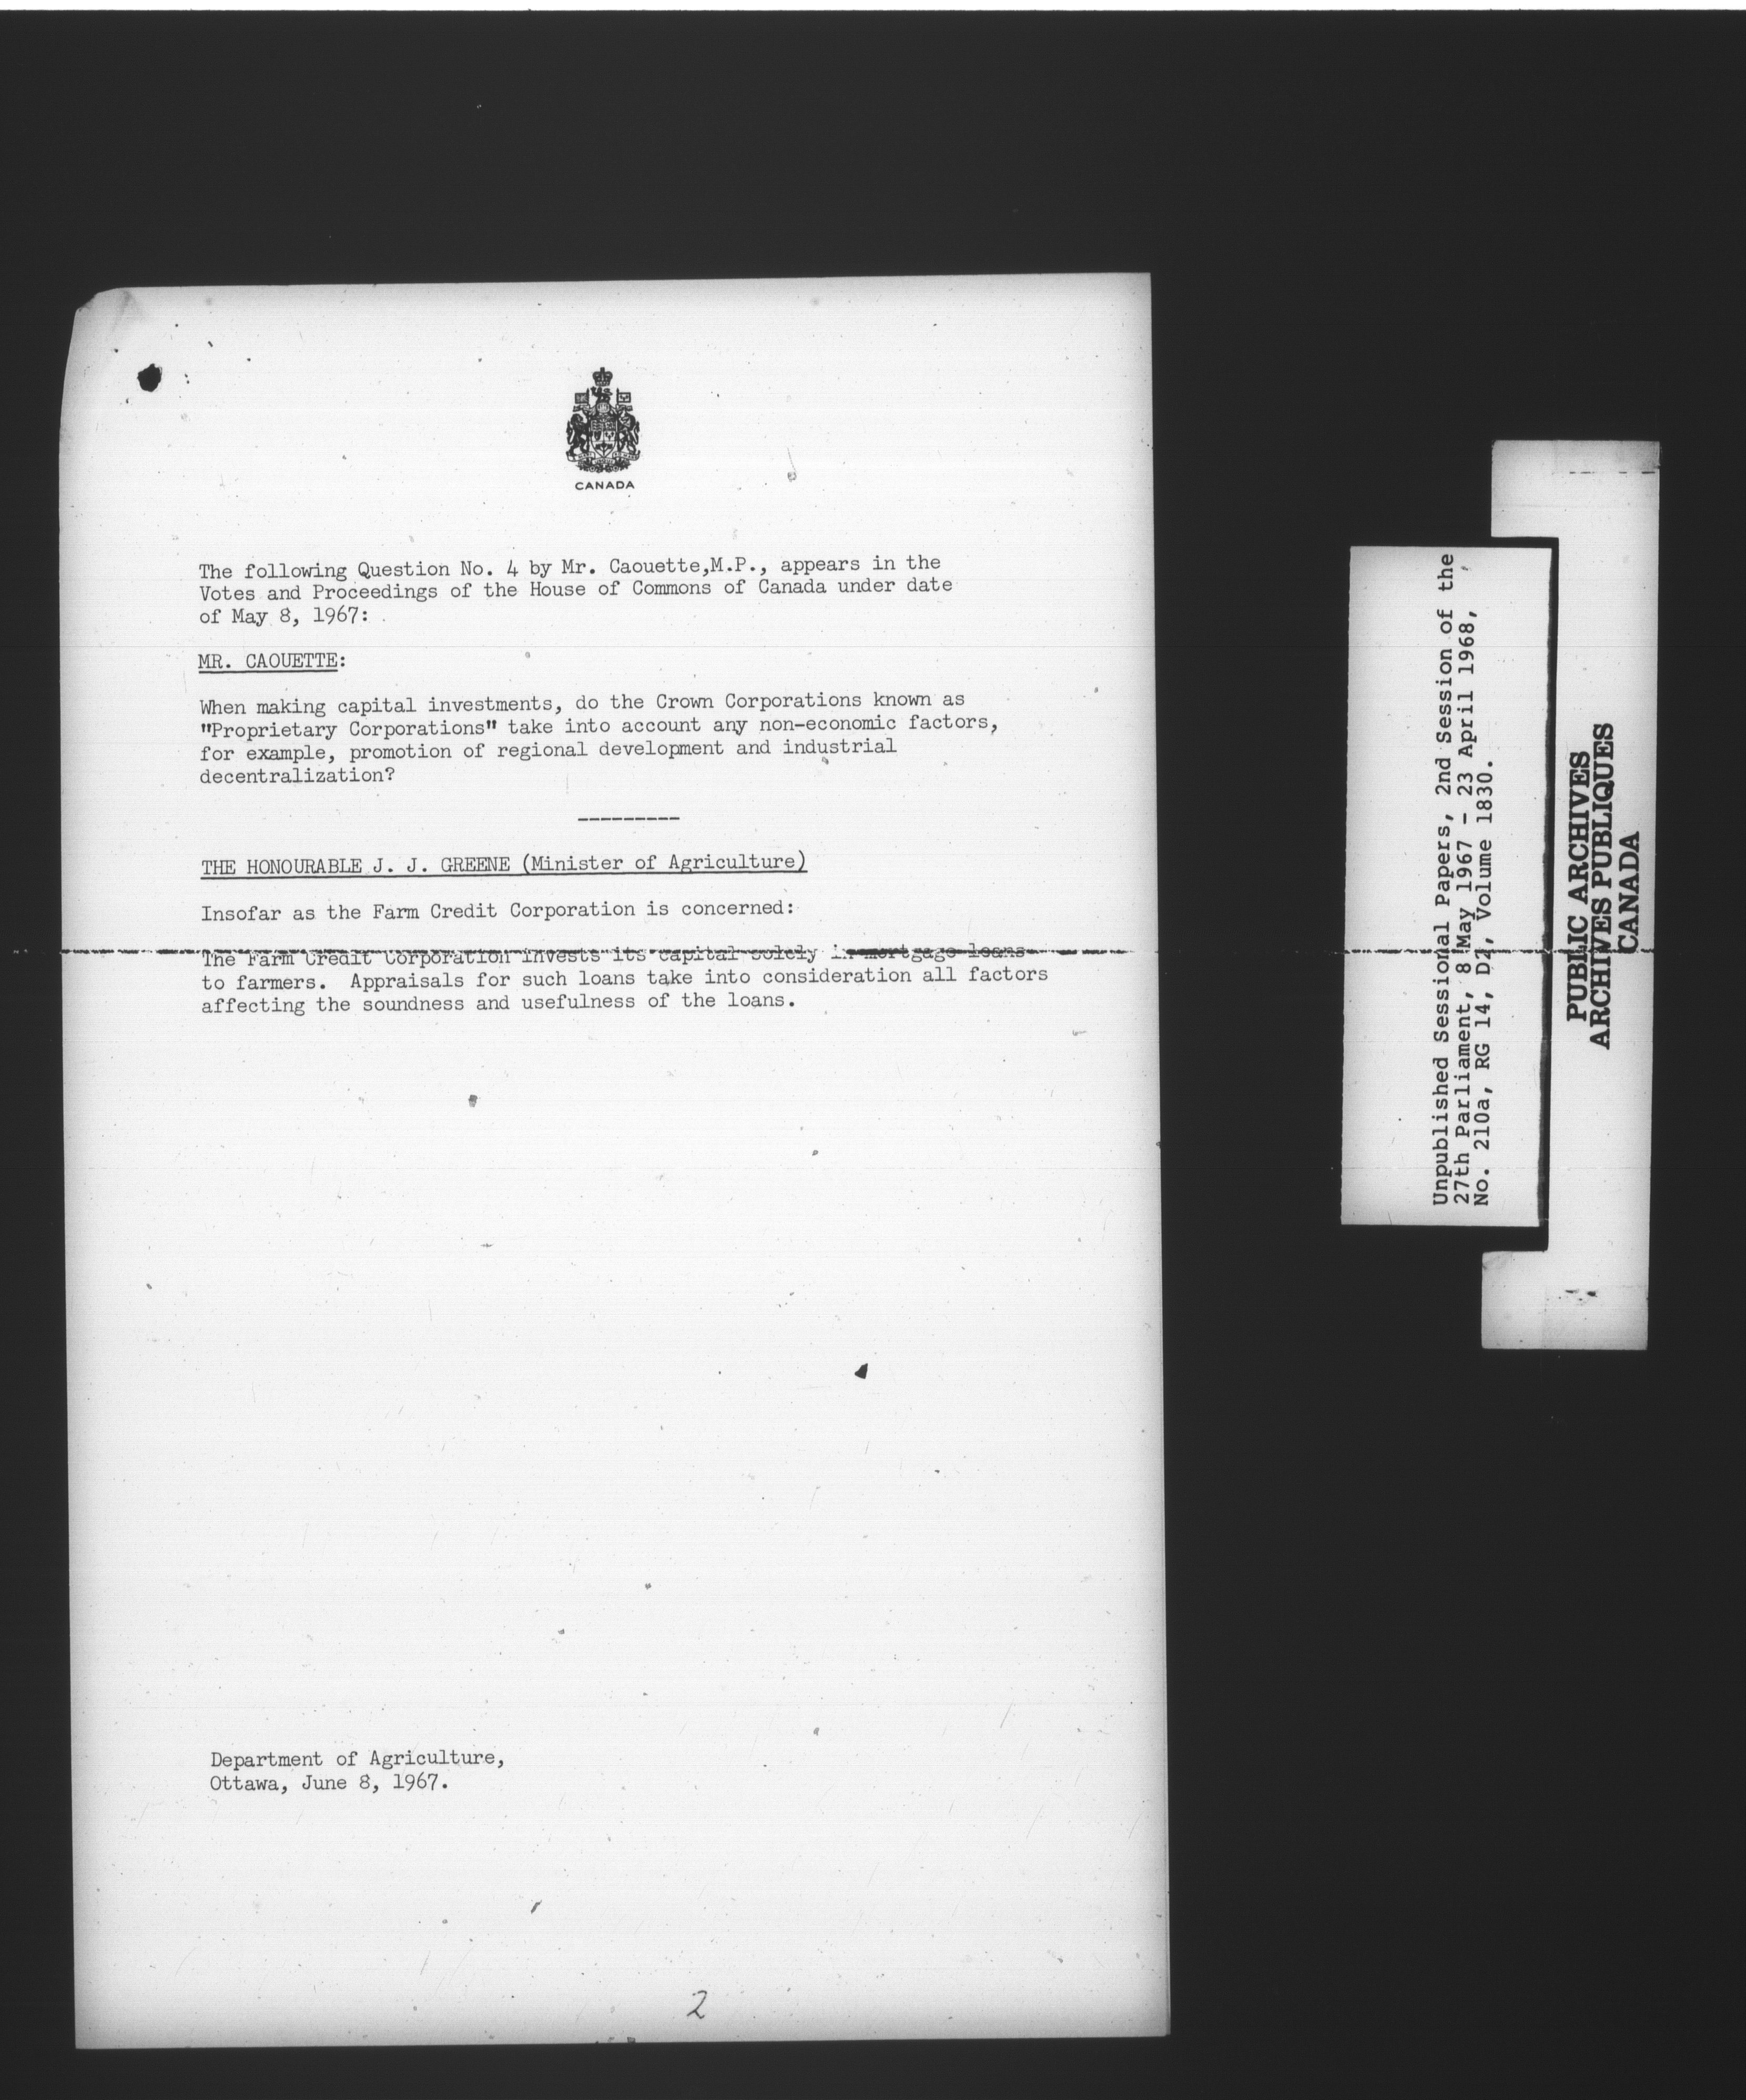 CANADA
The following Question No. 4 by Mr. Caouette,M.P., appears in the
Votes and Proceedings of the House of Commons of Canada under date
of May 8, 1967:
MR. CAOUETTE:
When making capital investments, do the Crown Corporations known as
"Proprietary Corporations" take into account any non-economic factors,
for example, promotion of regional development and industrial
decentralization?
---------
THE HONOURABLE J. J. GREENE (Minister of Agriculture)
Insofar as the Farm Credit Corporation is concerned:
The Farm Credit Corporation invests its capital solely in mortgage loans
to farmers. Appraisals for such loans take into consideration all factors
affecting the soundness and usefulness of the loans.
Department of Agriculture,
Ottawa, June 8, 1967.
2
Unpublished Sessional Papers, 2nd Session of the
27th Parliament, 8 May 1967 - 23 April 1968,
No. 210a, RG 14, D2, Volume 1830.
PUBLIC ARCHIVES
ARCHIVES PUBLIQUES
CANADA